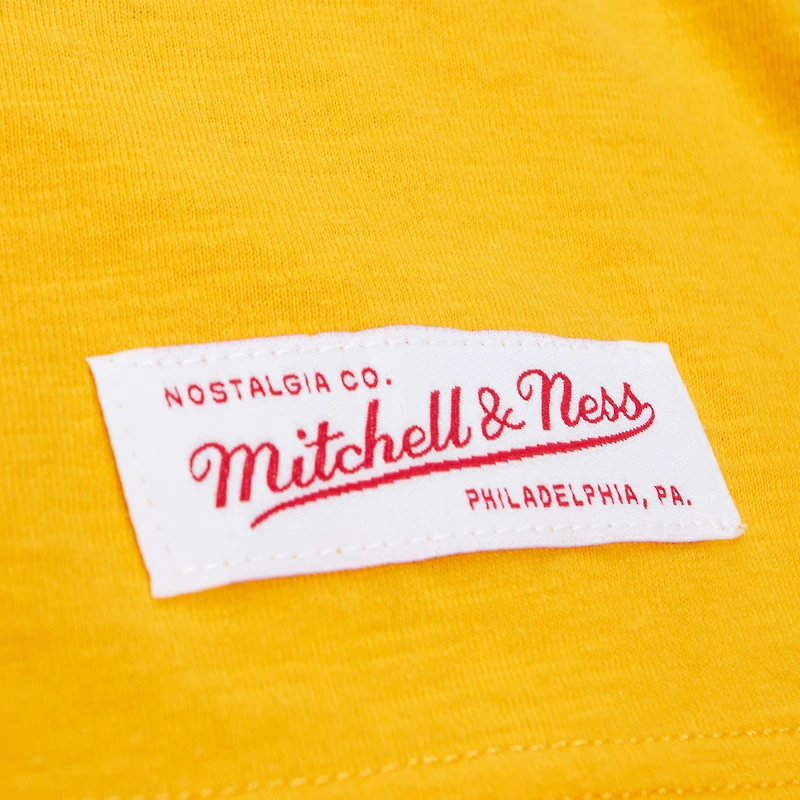 NOSTALGIA CO.
Mitchell & Ness
PHILADELPHIA, PA.